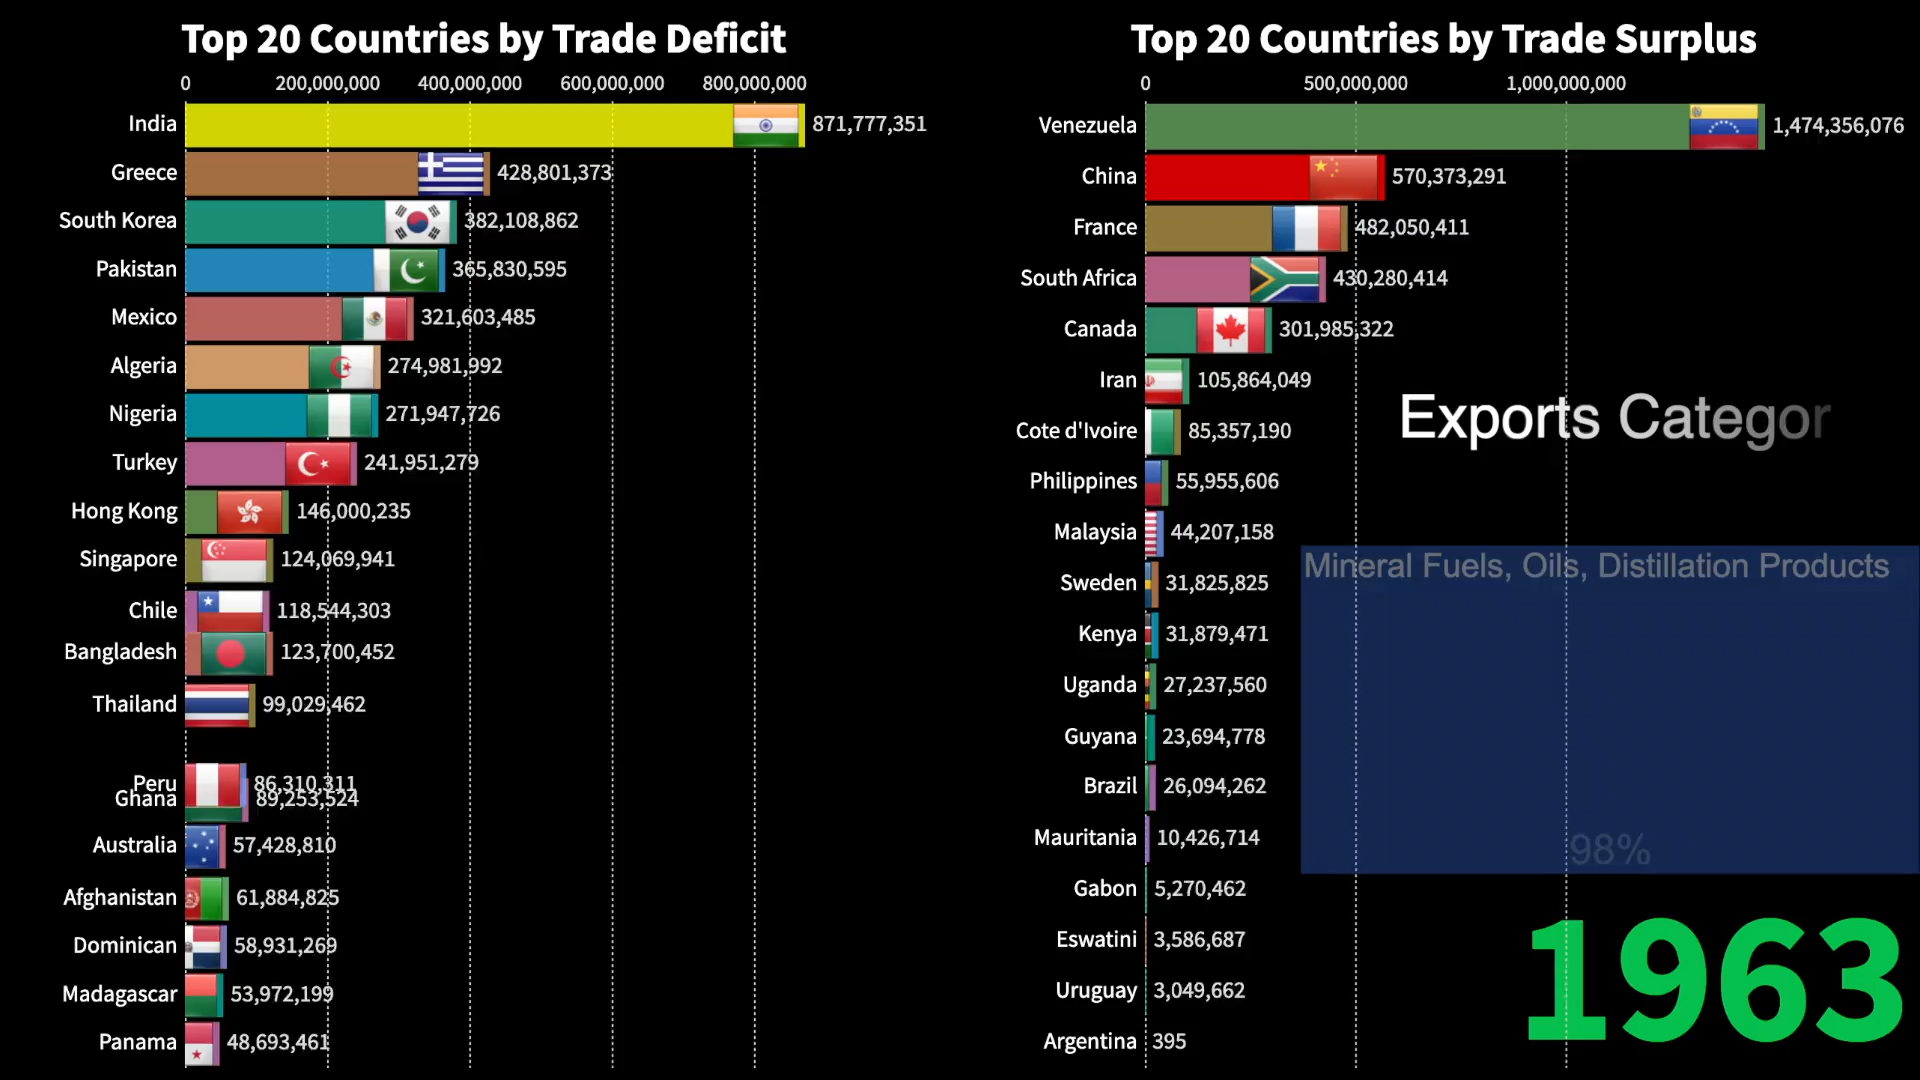 Top 20 Countries by Trade Deficit
0 200,000,000 400,000,000 600,000,000 800,000,000
India 871,777,351
Greece 428,801,373
South Korea 382,108,862
Pakistan 365,830,595
Mexico 321,603,485
Algeria 274,981,992
Nigeria 271,947,726
Turkey 241,951,279
Hong Kong 146,000,235
Singapore 124,069,941
Chile 118,544,303
Bangladesh 123,700,452
Thailand 99,029,462
Peru 86,310,311
Ghana 89,253,524
Australia 57,428,810
Afghanistan 61,884,825
Dominican 58,931,269
Madagascar 53,972,199
Panama 48,693,461
Top 20 Countries by Trade Surplus
0 500,000,000 1,000,000,000
Venezuela 1,474,356,076
China 570,373,291
France 482,050,411
South Africa 430,280,414
Canada 301,985,322
Iran 105,864,049
Cote d'Ivoire 85,357,190
Philippines 55,955,606
Malaysia 44,207,158
Sweden 31,825,825
Kenya 31,879,471
Uganda 27,237,560
Guyana 23,694,778
Brazil 26,094,262
Mauritania 10,426,714
Gabon 5,270,462
Eswatini 3,586,687
Uruguay 3,049,662
Argentina 395
Exports Categor
Mineral Fuels, Oils, Distillation Products
98%
1963